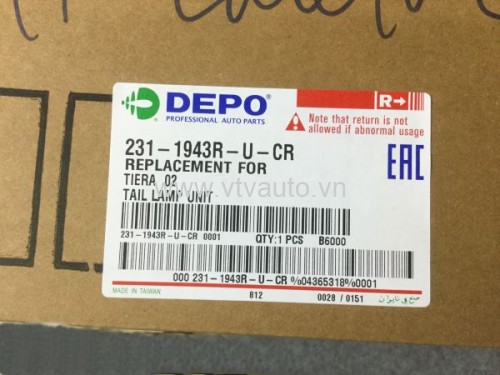 DEPO®
PROFESSIONAL AUTO PARTS
R
Note that return is not
allowed if abnormal usage
231-1943R-U-CR
REPLACEMENT FOR
TIERA 02
TAIL LAMP UNIT
EAC
www.vtvauto.vn
231-1943R-U-CR 0001 QTY:1 PCS B6000
000 231-1943R-U-CR %04365318%0001
MADE IN TAIWAN 812 0028 / 0151